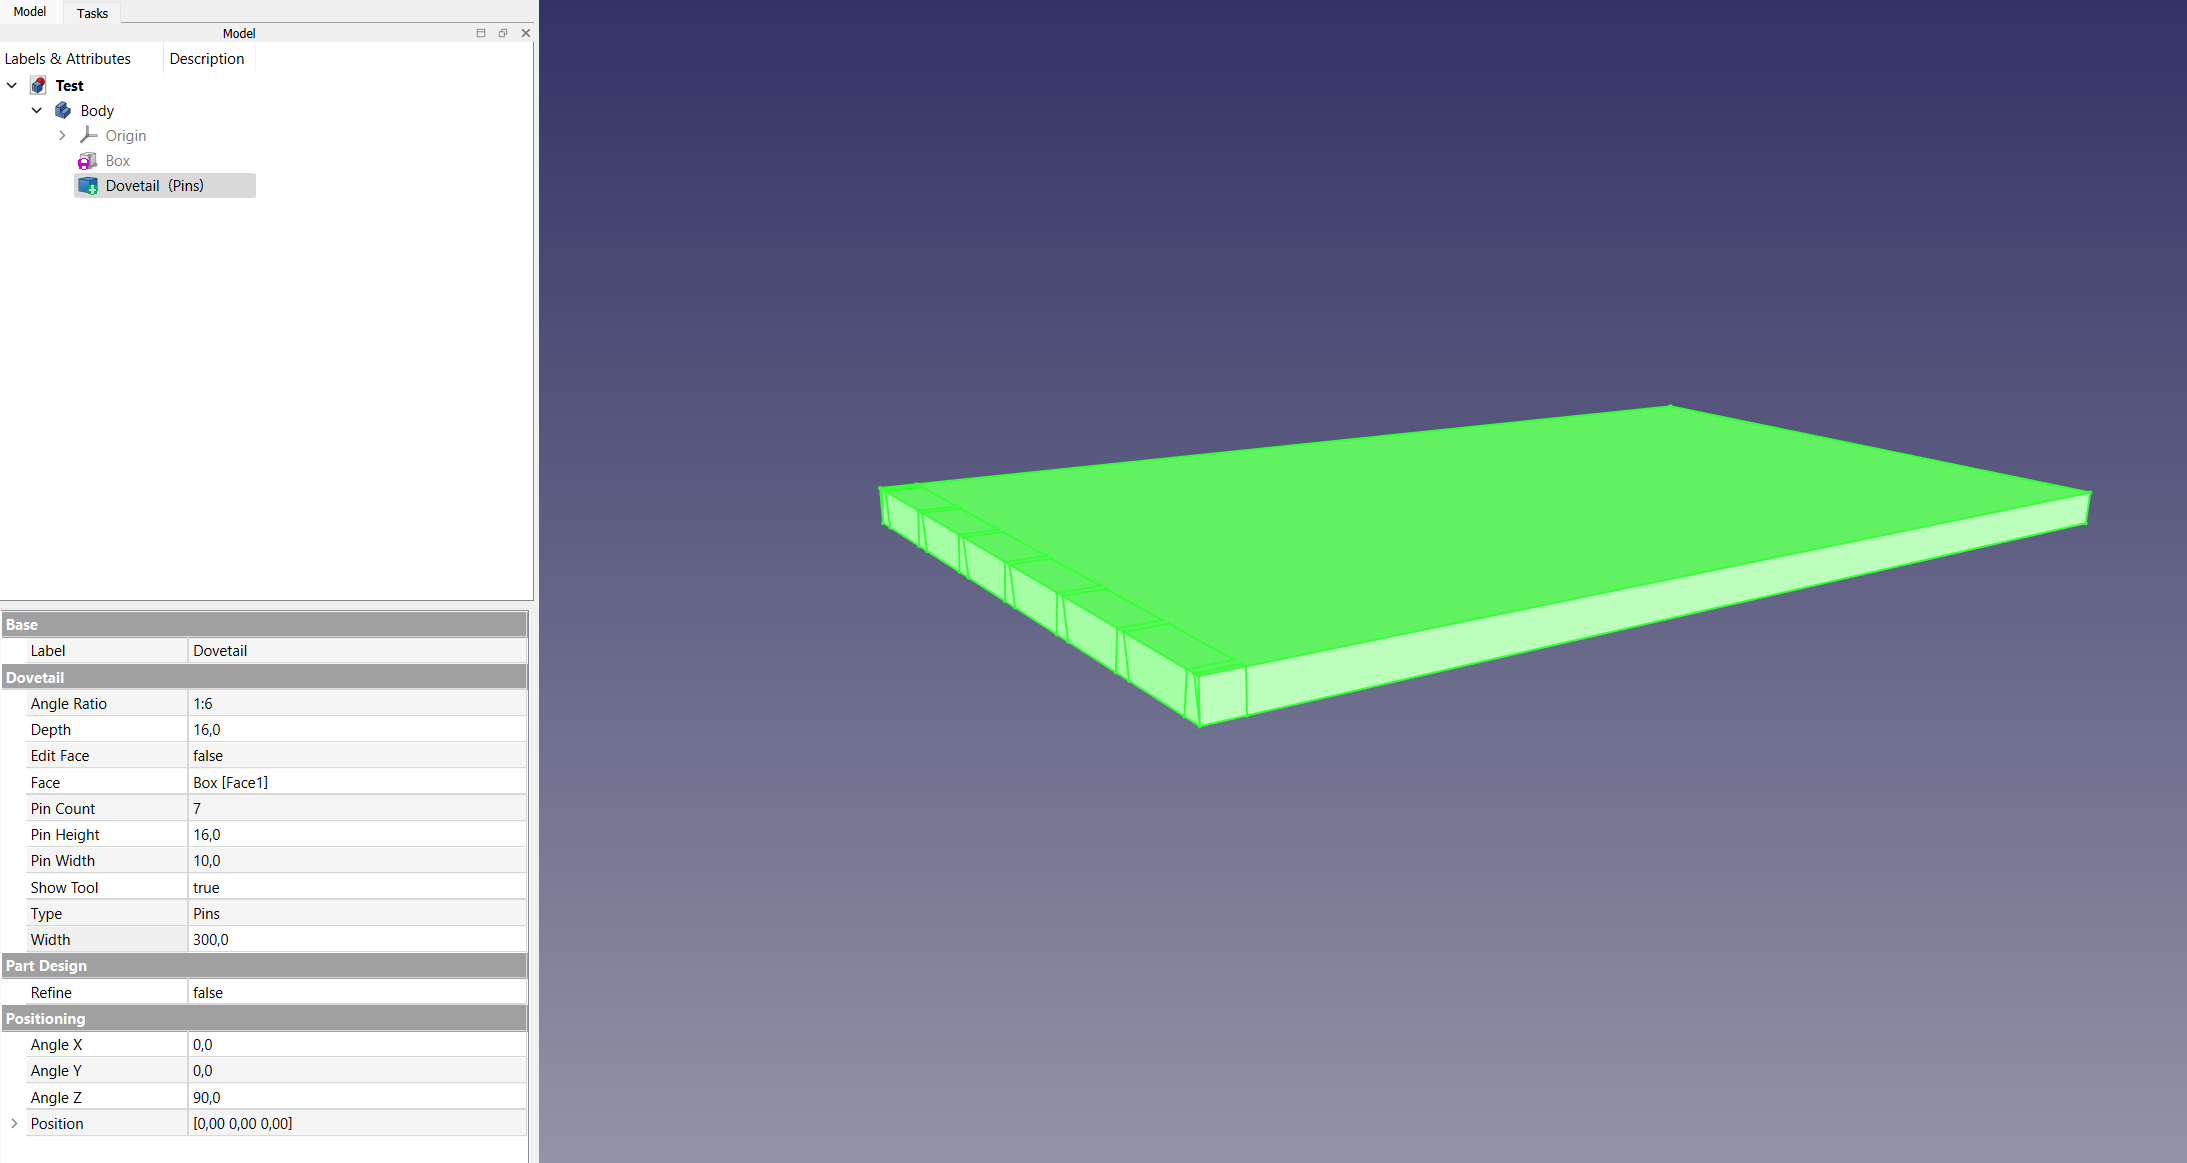 Model Tasks
Model
Labels & Attributes Description
Test
Body
Origin
Box
Dovetail (Pins)
Base
Label Dovetail
Dovetail
Angle Ratio 1:6
Depth 16,0
Edit Face false
Face Box [Face1]
Pin Count 7
Pin Height 16,0
Pin Width 10,0
Show Tool true
Type Pins
Width 300,0
Part Design
Refine false
Positioning
Angle X 0,0
Angle Y 0,0
Angle Z 90,0
Position [0,00 0,00 0,00]